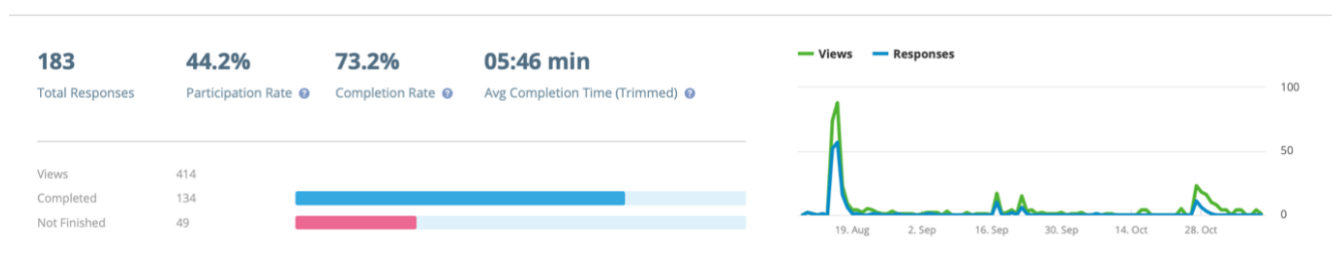 183 44.2% 73.2% 05:46 min
Total Responses Participation Rate ? Completion Rate ? Avg Completion Time (Trimmed) ?
Views 414
Completed 134
Not Finished 49
Views Responses
100
50
0
19. Aug 2. Sep 16. Sep 30. Sep 14. Oct 28. Oct